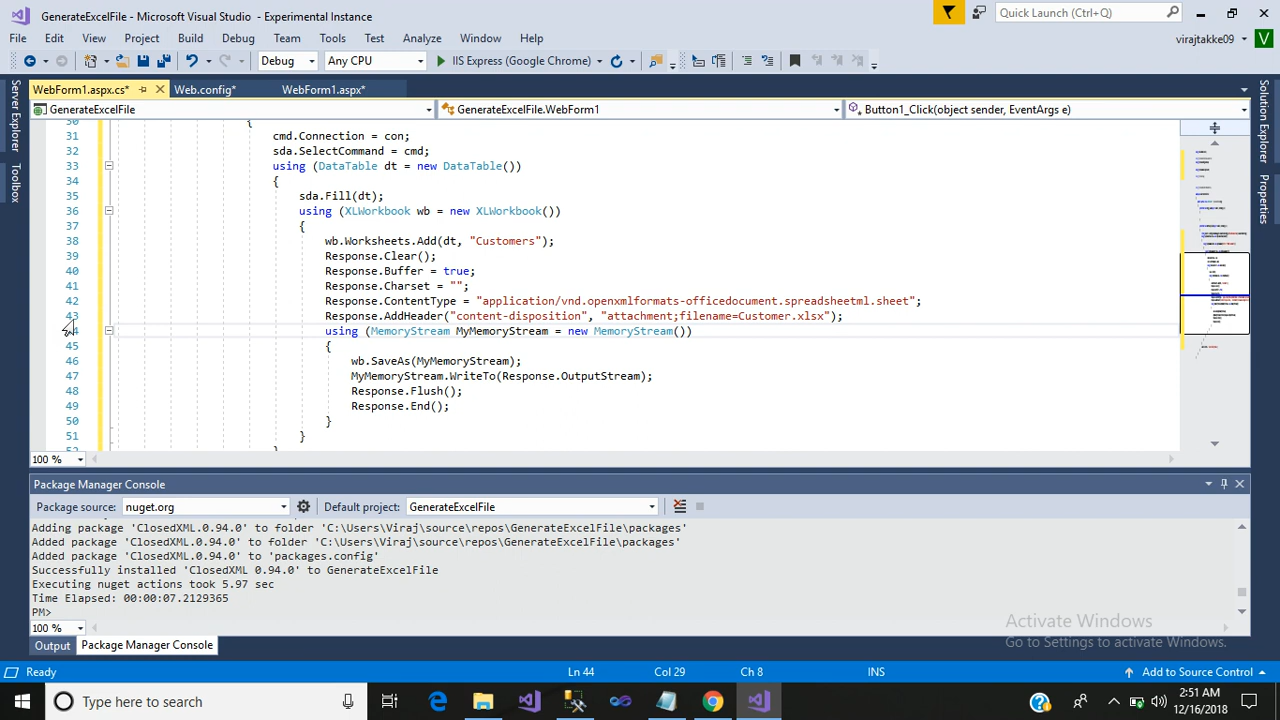 GenerateExcelFile - Microsoft Visual Studio - Experimental Instance
Quick Launch (Ctrl+Q)
File Edit View Project Build Debug Team Tools Test Analyze Window Help
virajtakke09 V
Debug Any CPU IIS Express (Google Chrome)
WebForm1.aspx.cs* Web.config* WebForm1.aspx*
GenerateExcelFile GenerateExcelFile.WebForm1 Button1_Click(object sender, EventArgs e)
Server Explorer
Toolbox
Solution Explorer
Properties
30 {
31 cmd.Connection = con;
32 sda.SelectCommand = cmd;
33 using (DataTable dt = new DataTable())
34 {
35 sda.Fill(dt);
36 using (XLWorkbook wb = new XLWorkbook())
37 {
38 wb.Worksheets.Add(dt, "Customers");
39 Response.Clear();
40 Response.Buffer = true;
41 Response.Charset = "";
42 Response.ContentType = "application/vnd.openxmlformats-officedocument.spreadsheetml.sheet";
43 Response.AddHeader("content-disposition", "attachment;filename=Customer.xlsx");
44 using (MemoryStream MyMemoryStream = new MemoryStream())
45 {
46 wb.SaveAs(MyMemoryStream);
47 MyMemoryStream.WriteTo(Response.OutputStream);
48 Response.Flush();
49 Response.End();
50 }
51 }
52 }
100 %
Package Manager Console
Package source: nuget.org Default project: GenerateExcelFile
Adding package 'ClosedXML.0.94.0' to folder 'C:\Users\Viraj\source\repos\GenerateExcelFile\packages'
Added package 'ClosedXML.0.94.0' to folder 'C:\Users\Viraj\source\repos\GenerateExcelFile\packages'
Added package 'ClosedXML.0.94.0' to 'packages.config'
Successfully installed 'ClosedXML 0.94.0' to GenerateExcelFile
Executing nuget actions took 5.97 sec
Time Elapsed: 00:00:07.2129365
PM>
100 %
Activate Windows
Go to Settings to activate Windows.
Output Package Manager Console
Ready Ln 44 Col 29 Ch 8 INS Add to Source Control
Type here to search
2:51 AM
12/16/2018